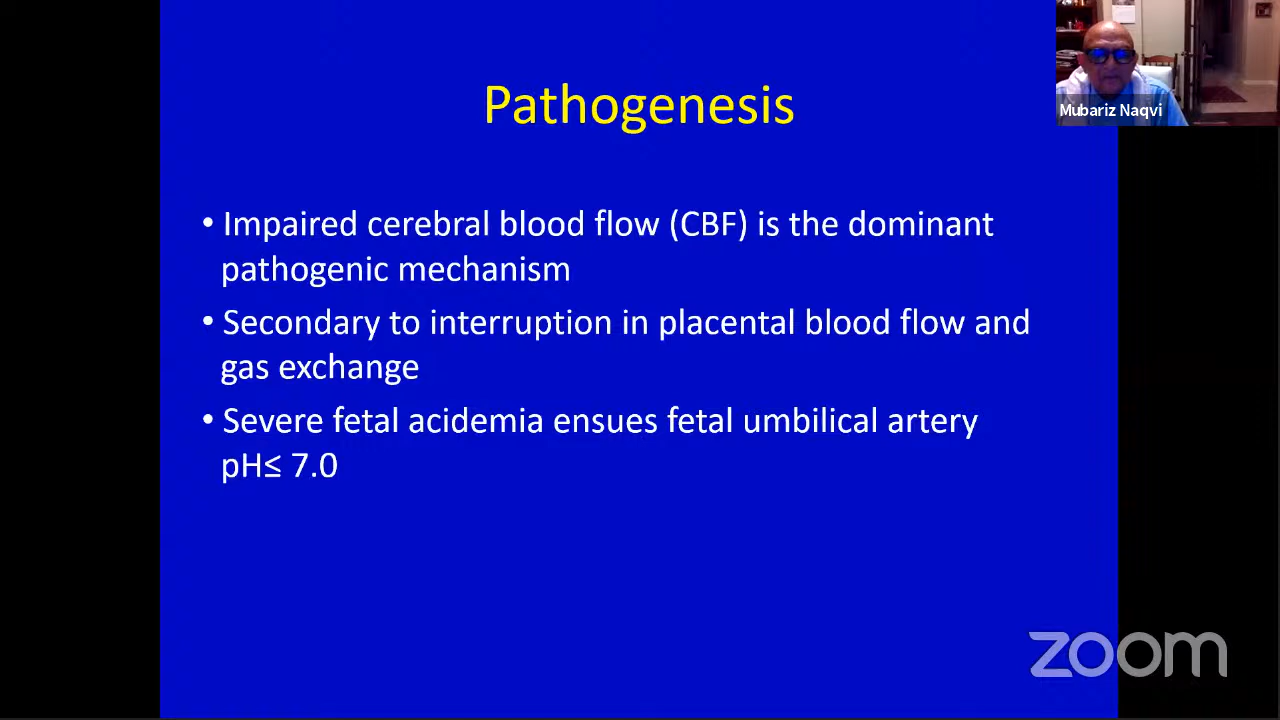 Pathogenesis
• Impaired cerebral blood flow (CBF) is the dominant
pathogenic mechanism
• Secondary to interruption in placental blood flow and
gas exchange
• Severe fetal acidemia ensues fetal umbilical artery
pH≤ 7.0
Mubariz Naqvi
zoom